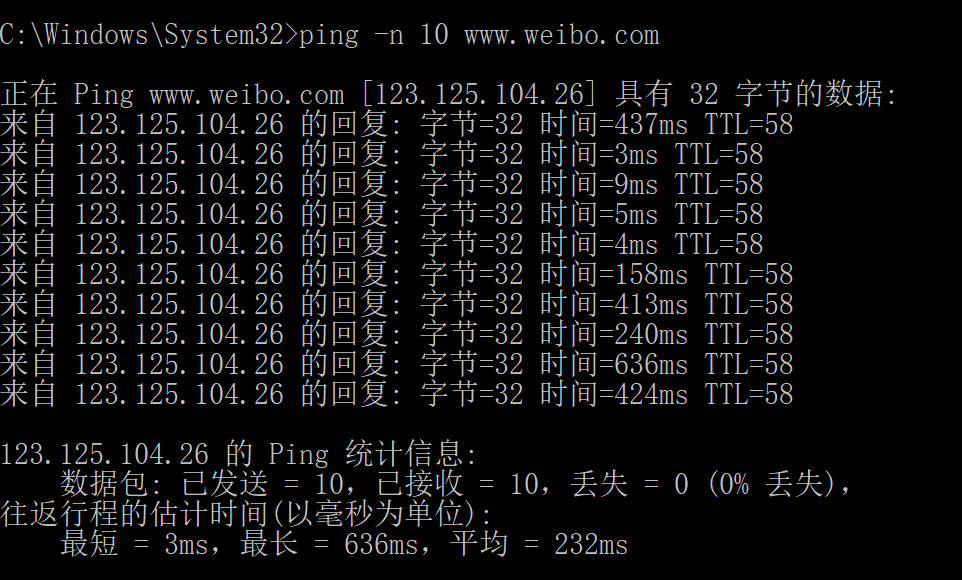 C:\Windows\System32>ping -n 10 www.weibo.com
正在 Ping www.weibo.com [123.125.104.26] 具有 32 字节的数据:
来自 123.125.104.26 的回复: 字节=32 时间=437ms TTL=58
来自 123.125.104.26 的回复: 字节=32 时间=3ms TTL=58
来自 123.125.104.26 的回复: 字节=32 时间=9ms TTL=58
来自 123.125.104.26 的回复: 字节=32 时间=5ms TTL=58
来自 123.125.104.26 的回复: 字节=32 时间=4ms TTL=58
来自 123.125.104.26 的回复: 字节=32 时间=158ms TTL=58
来自 123.125.104.26 的回复: 字节=32 时间=413ms TTL=58
来自 123.125.104.26 的回复: 字节=32 时间=240ms TTL=58
来自 123.125.104.26 的回复: 字节=32 时间=636ms TTL=58
来自 123.125.104.26 的回复: 字节=32 时间=424ms TTL=58
123.125.104.26 的 Ping 统计信息:
数据包: 已发送 = 10，已接收 = 10，丢失 = 0 (0% 丢失)，
往返行程的估计时间(以毫秒为单位):
最短 = 3ms，最长 = 636ms，平均 = 232ms